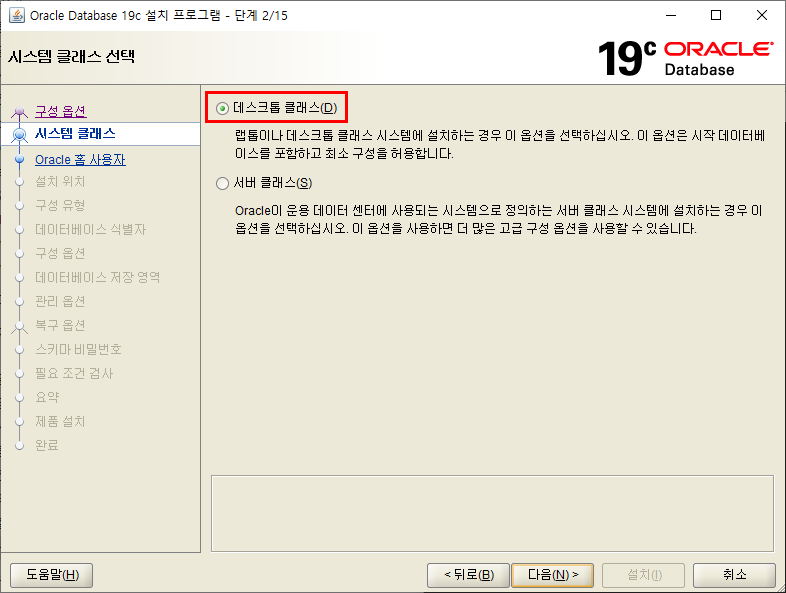 Oracle Database 19c 설치 프로그램 - 단계 2/15
시스템 클래스 선택
19c ORACLE
Database
구성 옵션
시스템 클래스
Oracle 홈 사용자
설치 위치
구성 유형
데이터베이스 식별자
구성 옵션
데이터베이스 저장 영역
관리 옵션
복구 옵션
스키마 비밀번호
필요 조건 검사
요약
제품 설치
완료
데스크톱 클래스(D)
랩톱이나 데스크톱 클래스 시스템에 설치하는 경우 이 옵션을 선택하십시오. 이 옵션은 시작 데이터베
이스를 포함하고 최소 구성을 허용합니다.
서버 클래스(S)
Oracle이 운용 데이터 센터에 사용되는 시스템으로 정의하는 서버 클래스 시스템에 설치하는 경우 이
옵션을 선택하십시오. 이 옵션을 사용하면 더 많은 고급 구성 옵션을 사용할 수 있습니다.
도움말(H)
< 뒤로(B)
다음(N) >
설치(I)
취소